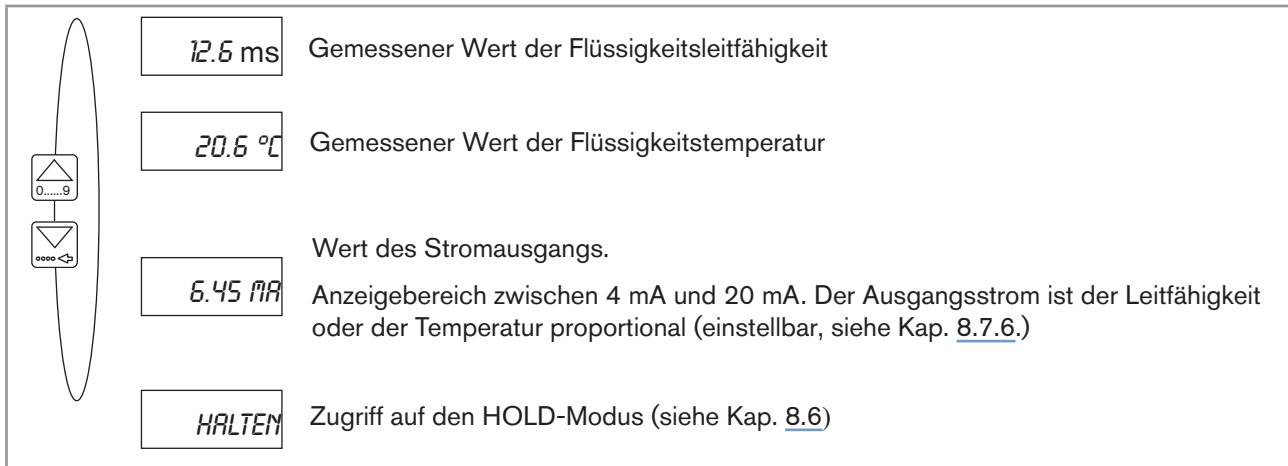 12.6 ms
Gemessener Wert der Flüssigkeitsleitfähigkeit
20.6 °C
Gemessener Wert der Flüssigkeitstemperatur
0......9
6.45 MA
Wert des Stromausgangs.
Anzeigebereich zwischen 4 mA und 20 mA. Der Ausgangsstrom ist der Leitfähigkeit
oder der Temperatur proportional (einstellbar, siehe Kap. 8.7.6.)
HALTEN
Zugriff auf den HOLD-Modus (siehe Kap. 8.6)